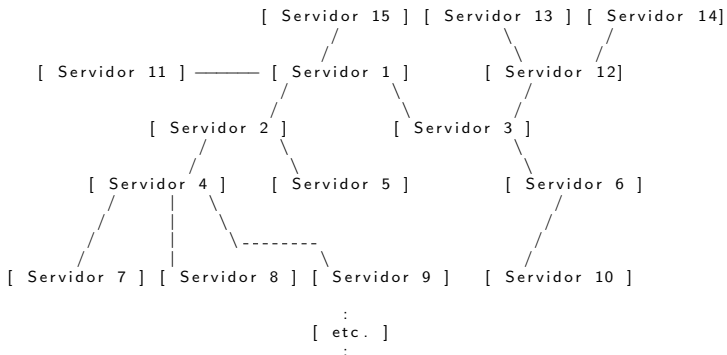 [ Servidor 15 ] [ Servidor 13 ] [ Servidor 14]
[ Servidor 11 ] [ Servidor 1 ] [ Servidor 12]
[ Servidor 2 ] [ Servidor 3 ]
[ Servidor 4 ] [ Servidor 5 ] [ Servidor 6 ]
[ Servidor 7 ] [ Servidor 8 ] [ Servidor 9 ] [ Servidor 10 ]
:
[ etc. ]
: